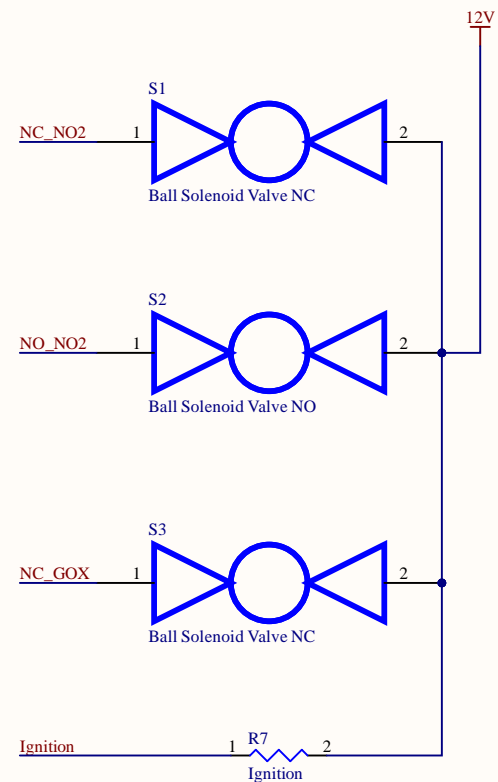 12V
S1
NC_NO2 1 2
Ball Solenoid Valve NC
S2
NO_NO2 1 2
Ball Solenoid Valve NO
S3
NC_GOX 1 2
Ball Solenoid Valve NC
R7
Ignition 1 2
Ignition